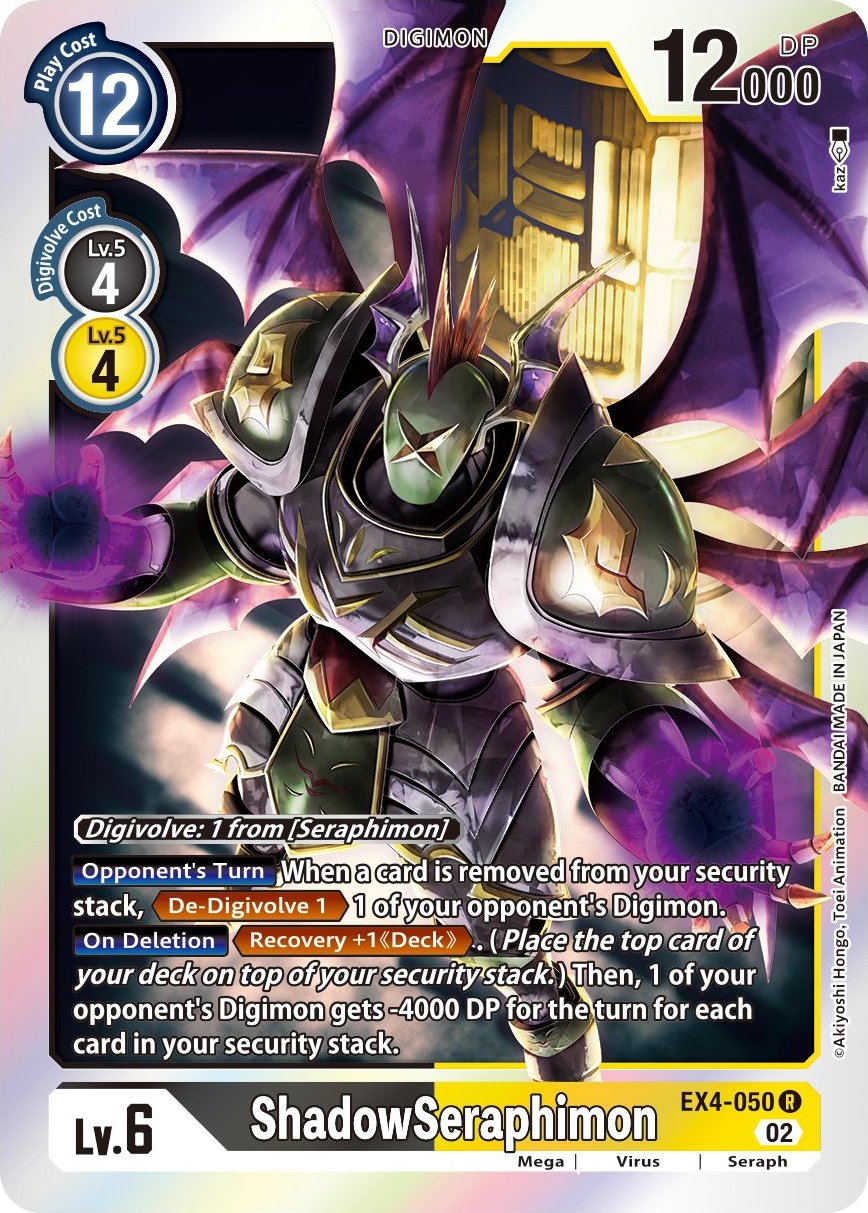 DIGIMON
Play Cost
12
12000
DP
kaz
Digivolve Cost
Lv.5
4
Lv.5
4
BANDAI MADE IN JAPAN
©Akiyoshi Hongo, Toei Animation
Digivolve: 1 from [Seraphimon]
Opponent's Turn When a card is removed from your security
stack, De-Digivolve 1 1 of your opponent's Digimon.
On Deletion Recovery +1《Deck》. (Place the top card of
your deck on top of your security stack.) Then, 1 of your
opponent's Digimon gets -4000 DP for the turn for each
card in your security stack.
Lv.6
ShadowSeraphimon
EX4-050 R
02
Mega | Virus | Seraph